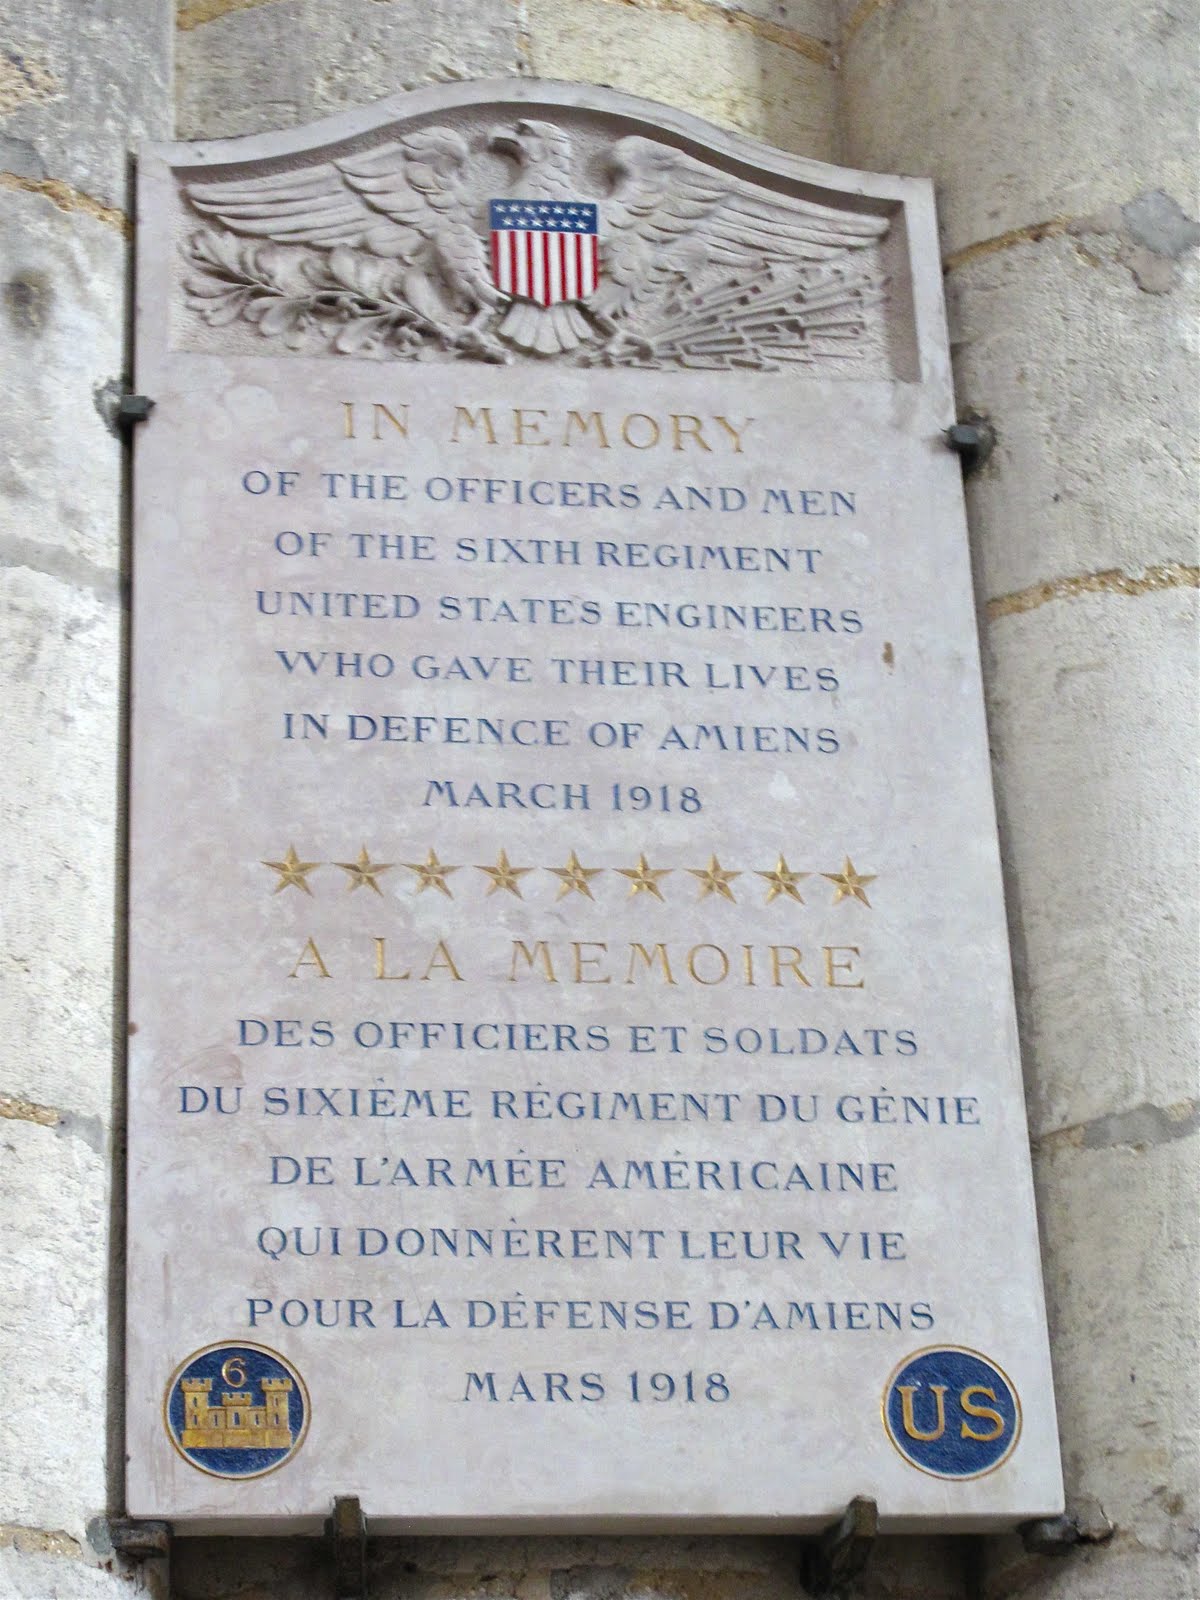 IN MEMORY
OF THE OFFICERS AND MEN
OF THE SIXTH REGIMENT
UNITED STATES ENGINEERS
WHO GAVE THEIR LIVES
IN DEFENCE OF AMIENS
MARCH 1918
A LA MEMOIRE
DES OFFICIERS ET SOLDATS
DU SIXIÈME RÉGIMENT DU GÉNIE
DE L'ARMÉE AMÉRICAINE
QUI DONNÈRENT LEUR VIE
POUR LA DÉFENSE D'AMIENS
MARS 1918
6
US